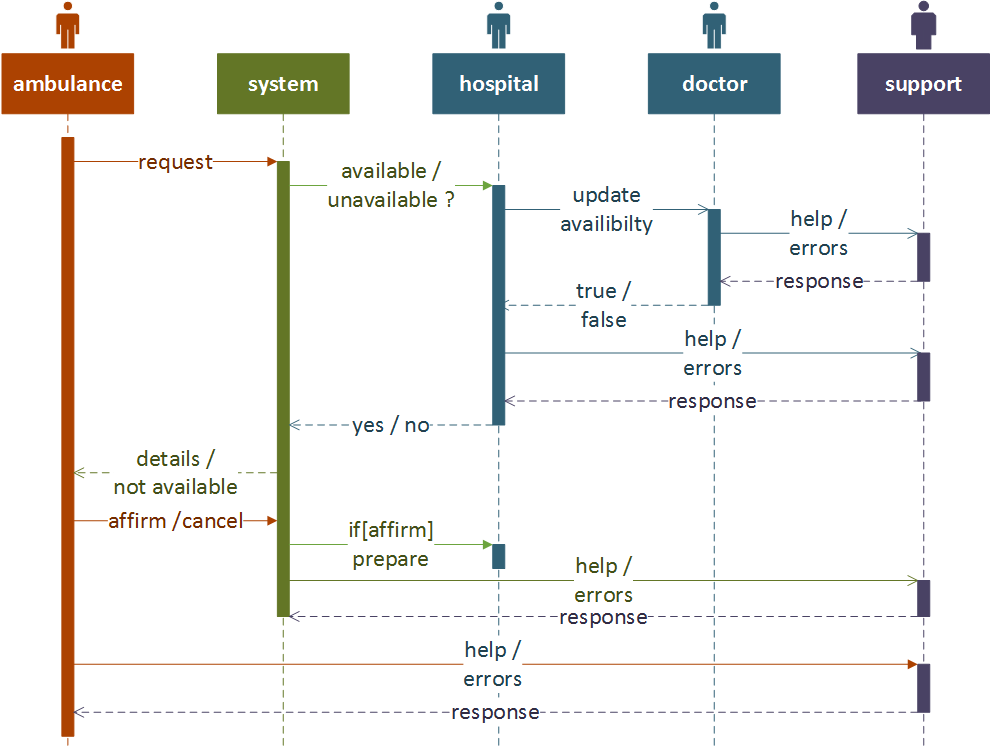 ambulance
system
hospital
doctor
support
request
available /
unavailable ?
update
availibilty
help /
errors
response
true /
false
help /
errors
response
yes / no
details /
not available
affirm /cancel
if[affirm]
prepare
help /
errors
response
help /
errors
response